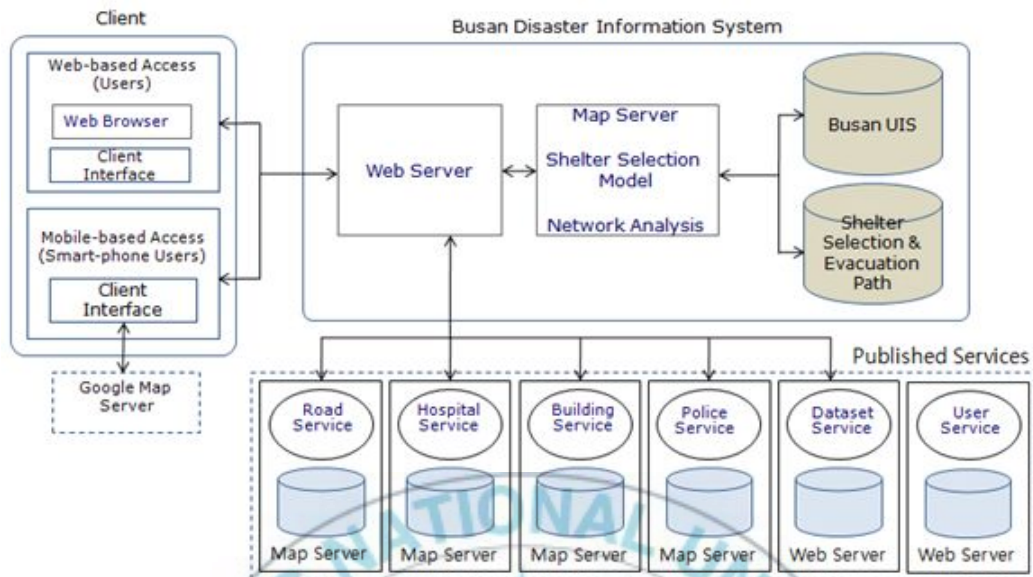 Client
Web-based Access
(Users)
Web Browser
Client
Interface
Mobile-based Access
(Smart-phone Users)
Client
Interface
Google Map
Server
Busan Disaster Information System
Web Server
Map Server
Shelter Selection
Model
Network Analysis
Busan UIS
Shelter
Selection &
Evacuation
Path
Published Services
Road
Service
Map Server
Hospital
Service
Map Server
Building
Service
Map Server
Police
Service
Map Server
Dataset
Service
Web Server
User
Service
Web Server
NATIONAL